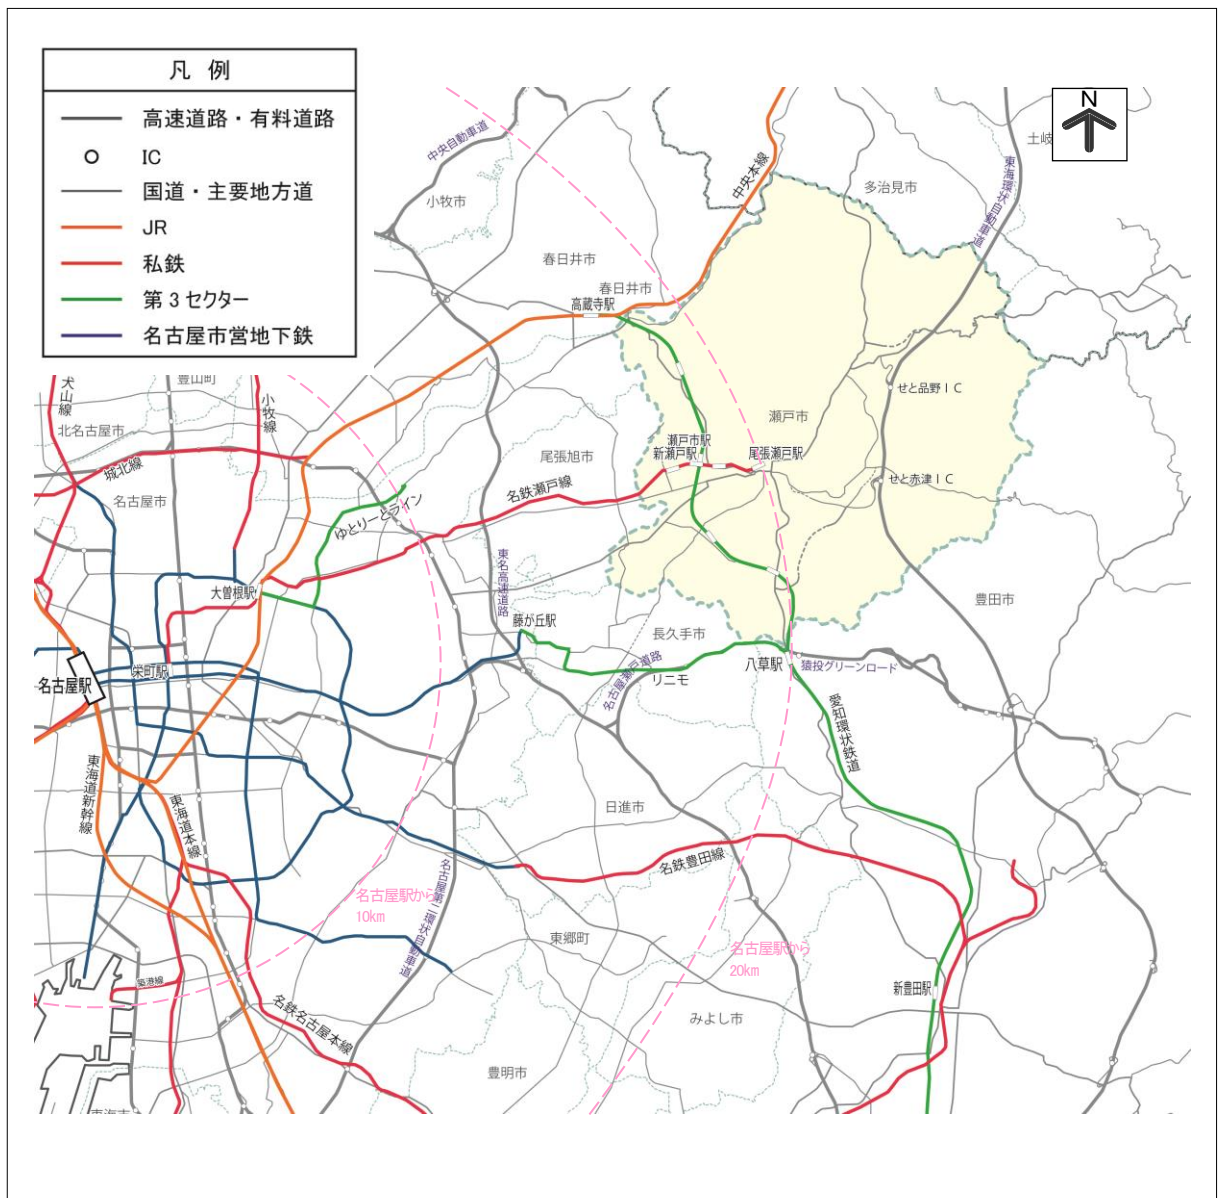 凡 例
高速道路・有料道路
IC
国道・主要地方道
JR
私鉄
第3セクター
名古屋市営地下鉄
N
土岐
中央自動車道
小牧市
中央本線
多治見市
東海環状自動車道
春日井市
春日井市
高蔵寺駅
豊山町
犬山線
小牧線
北名古屋市
城北線
名古屋市
尾張旭市
瀬戸市
せと品野IC
瀬戸市駅
新瀬戸駅
尾張瀬戸駅
せと赤津IC
名鉄瀬戸線
ゆとりーとライン
東名高速道路
大曽根駅
藤が丘駅
長久手市
豊田市
栄町駅
名古屋駅
八草駅
猿投グリーンロード
リニモ
名古屋瀬戸道路
愛知環状鉄道
東海道新幹線
東海道本線
日進市
名鉄豊田線
名古屋第二環状自動車道
名古屋駅から
10km
東郷町
名古屋駅から
20km
築港線
新豊田駅
名鉄名古屋本線
みよし市
豊明市
東海市